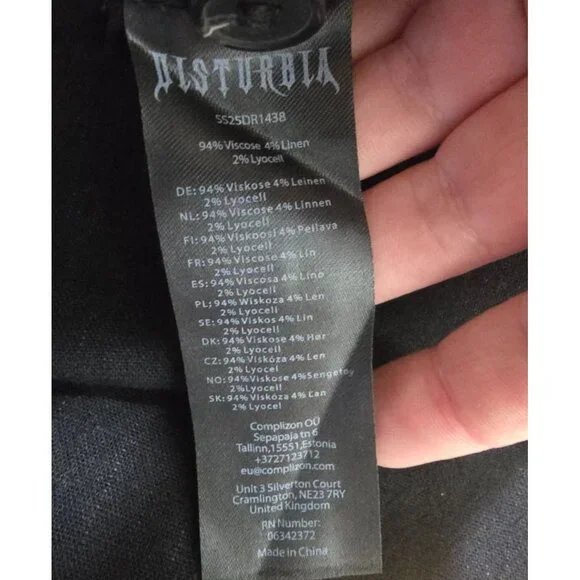 DISTURBIA
SS25DR1438
94% Viscose 4% Linen
2% Lyocell
DE: 94% Viskose 4% Leinen
2% Lyocell
NL: 94% Viscose 4% Linnen
2% Lyocell
FI: 94% Viskoosi 4% Pellava
2% Lyocell
FR: 94% Viscose 4% Lin
2% Lyocell
ES: 94% Viscosa 4% Lino
2% Lyocell
PL: 94% Wiskoza 4% Len
2% Lyocell
SE: 94% Viskos 4% Lin
2% Lyocell
DK: 94% Viskose 4% Hør
2% Lyocell
CZ: 94% Viskóza 4% Len
2% Lyocell
NO: 94% Viskose 4% Sengetøy
2% Lyocell
SK: 94% Viskóza 4% Ľan
2% Lyocell
Complizon OÜ
Sepapaja tn 6
Tallinn, 15551, Estonia
+3727123712
eu@complizon.com
Unit 3 Silverton Court
Cramlington, NE23 7RY
United Kingdom
RN Number:
06342372
Made in China